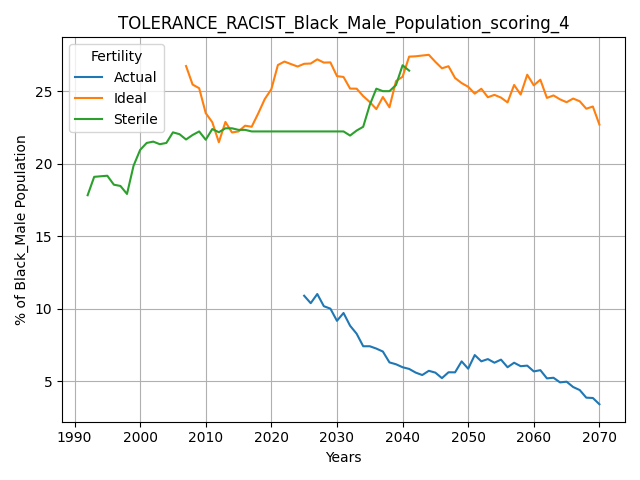 TOLERANCE_RACIST_Black_Male_Population_scoring_4
Fertility
Actual
Ideal
Sterile
% of Black_Male Population
25
20
15
10
5
1990 2000 2010 2020 2030 2040 2050 2060 2070
Years